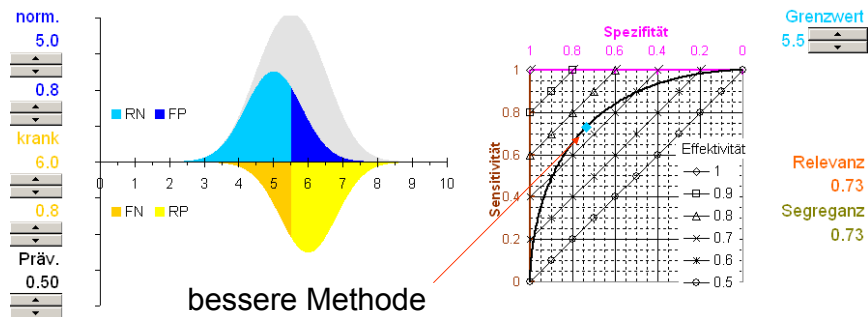 norm.
5.0
0.8
krank
6.0
0.8
Präv.
0.50
RN FP
FN RP
0 1 2 3 4 5 6 7 8 9 10
bessere Methode
Spezifität
1 0.8 0.6 0.4 0.2 0
Sensitivität
1
0.8
0.6
0.4
0.2
0
Effektivität
1
0.9
0.8
0.7
0.6
0.5
Grenzwert
5.5
Relevanz
0.73
Segreganz
0.73